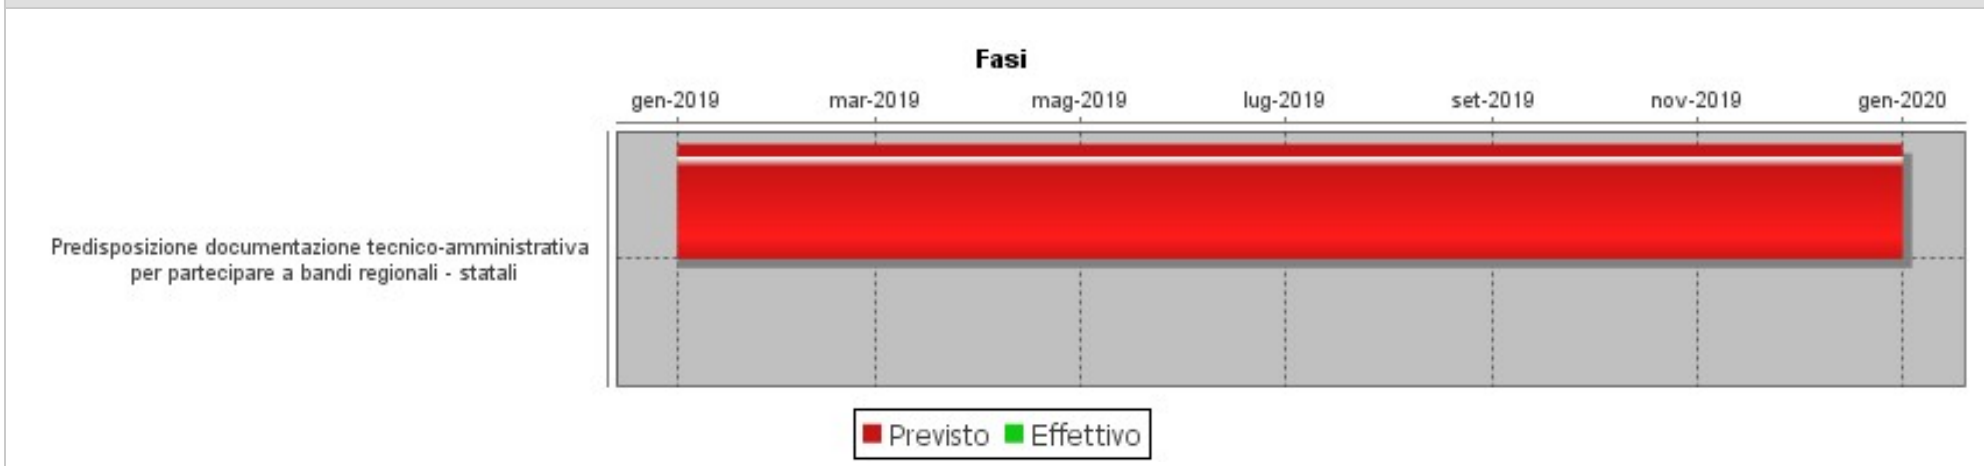 Fasi
gen-2019 mar-2019 mag-2019 lug-2019 set-2019 nov-2019 gen-2020
Predisposizione documentazione tecnico-amministrativa
per partecipare a bandi regionali - statali
Previsto Effettivo